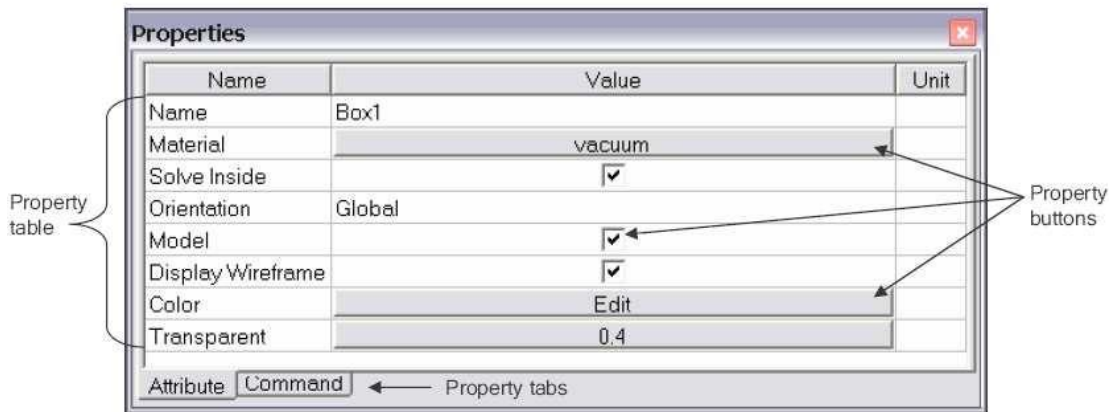 Properties
Name Value Unit
Name Box1
Material vacuum
Solve Inside
Orientation Global
Model
Display Wireframe
Color Edit
Transparent 0.4
Attribute Command
Property table
Property buttons
Property tabs